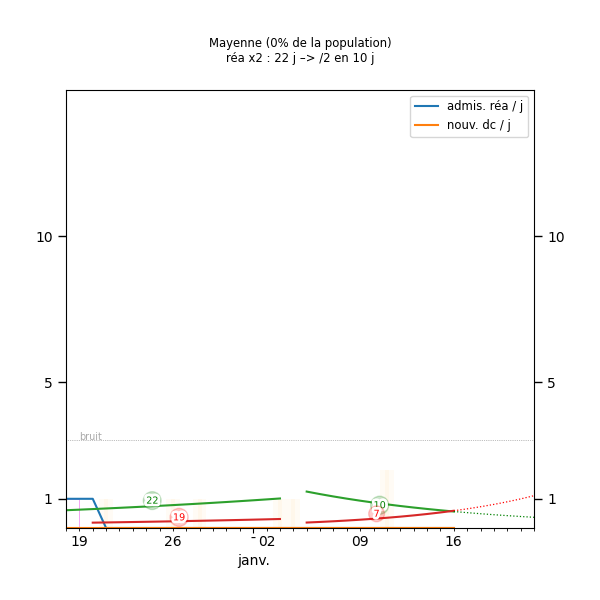 Mayenne (0% de la population)
réa x2 : 22 j –> /2 en 10 j
admis. réa / j
nouv. dc / j
10
10
5
5
bruit
1
1
22
19
10
7
19
26
- 02
09
16
janv.